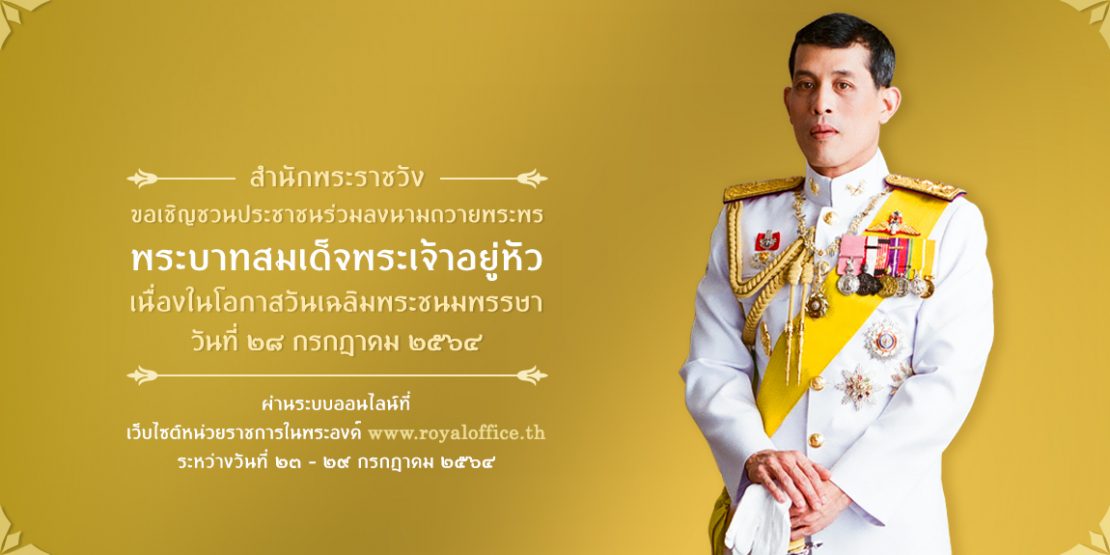 สำนักพระราชวัง
ขอเชิญชวนประชาชนร่วมลงนามถวายพระพร
พระบาทสมเด็จพระเจ้าอยู่หัว
เนื่องในโอกาสวันเฉลิมพระชนมพรรษา
วันที่ ๒๘ กรกฎาคม ๒๕๖๔
ผ่านระบบออนไลน์ที่
เว็บไซต์หน่วยราชการในพระองค์ www.royaloffice.th
ระหว่างวันที่ ๒๓ - ๒๙ กรกฎาคม ๒๕๖๔